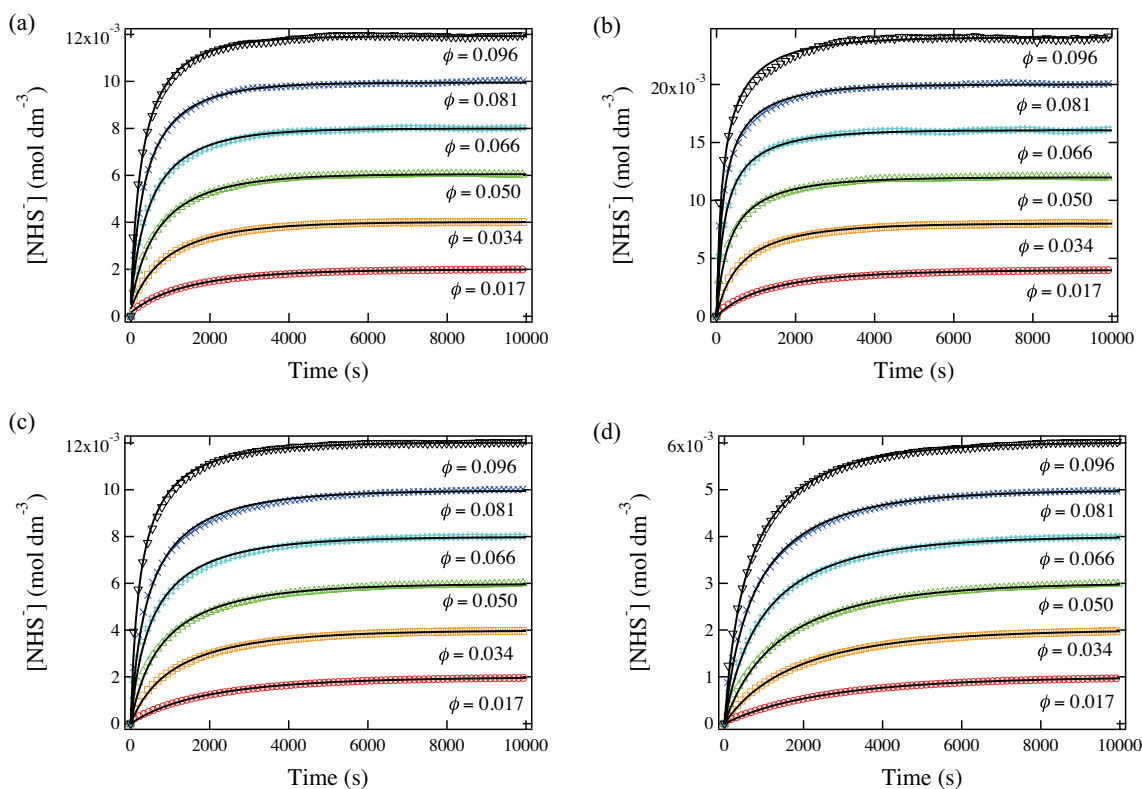 (a)
[NHS⁻] (mol dm⁻³)
12x10⁻³
10
8
6
4
2
0
ϕ = 0.096
ϕ = 0.081
ϕ = 0.066
ϕ = 0.050
ϕ = 0.034
ϕ = 0.017
0 2000 4000 6000 8000 10000
Time (s)
(b)
[NHS⁻] (mol dm⁻³)
20x10⁻³
15
10
5
0
ϕ = 0.096
ϕ = 0.081
ϕ = 0.066
ϕ = 0.050
ϕ = 0.034
ϕ = 0.017
0 2000 4000 6000 8000 10000
Time (s)
(c)
[NHS⁻] (mol dm⁻³)
12x10⁻³
10
8
6
4
2
0
ϕ = 0.096
ϕ = 0.081
ϕ = 0.066
ϕ = 0.050
ϕ = 0.034
ϕ = 0.017
0 2000 4000 6000 8000 10000
Time (s)
(d)
[NHS⁻] (mol dm⁻³)
6x10⁻³
5
4
3
2
1
0
ϕ = 0.096
ϕ = 0.081
ϕ = 0.066
ϕ = 0.050
ϕ = 0.034
ϕ = 0.017
0 2000 4000 6000 8000 10000
Time (s)